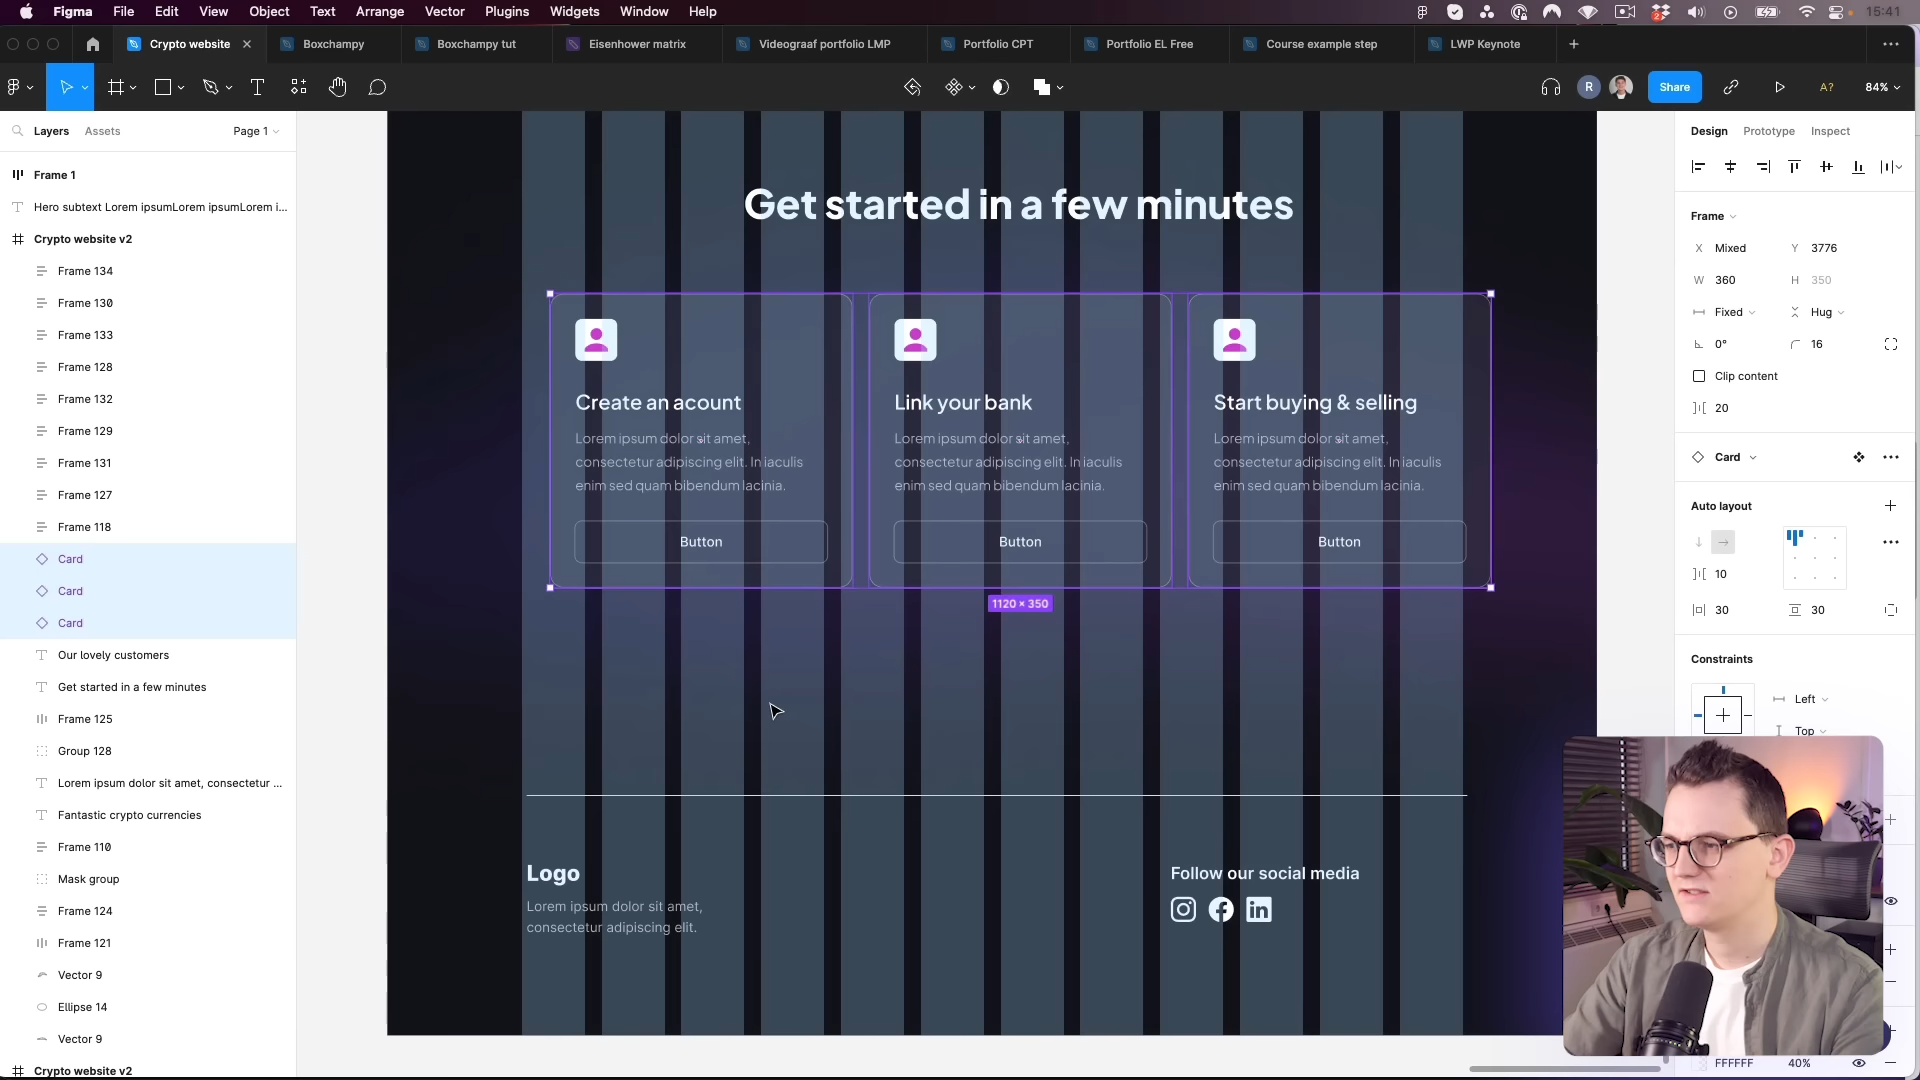 Figma File Edit View Object Text Arrange Vector Plugins Widgets Window Help 2 15:41
Crypto website Boxchampy Boxchampy tut Eisenhower matrix Videograaf portfolio LMP Portfolio CPT Portfolio EL Free Course example step LWP Keynote
R Share A? 84%
Layers Assets Page 1
Frame 1
Hero subtext Lorem ipsumLorem ipsumLorem i...
Crypto website v2
Frame 134
Frame 130
Frame 133
Frame 128
Frame 132
Frame 129
Frame 131
Frame 127
Frame 118
Card
Card
Card
Our lovely customers
Get started in a few minutes
Frame 125
Group 128
Lorem ipsum dolor sit amet, consectetur ...
Fantastic crypto currencies
Frame 110
Mask group
Frame 124
Frame 121
Vector 9
Ellipse 14
Vector 9
Crypto website v2
Get started in a few minutes
Create an acount
Lorem ipsum dolor sit amet,
consectetur adipiscing elit. In iaculis
enim sed quam bibendum lacinia.
Button
Link your bank
Lorem ipsum dolor sit amet,
consectetur adipiscing elit. In iaculis
enim sed quam bibendum lacinia.
Button
Start buying & selling
Lorem ipsum dolor sit amet,
consectetur adipiscing elit. In iaculis
enim sed quam bibendum lacinia.
Button
1120 × 350
Logo
Lorem ipsum dolor sit amet,
consectetur adipiscing elit.
Follow our social media
Design Prototype Inspect
Frame
X Mixed Y 3776
W 360 H 350
Fixed Hug
0° 16
Clip content
20
Card
Auto layout
10
30 30
Constraints
Left
Top
FFFFFF 40%